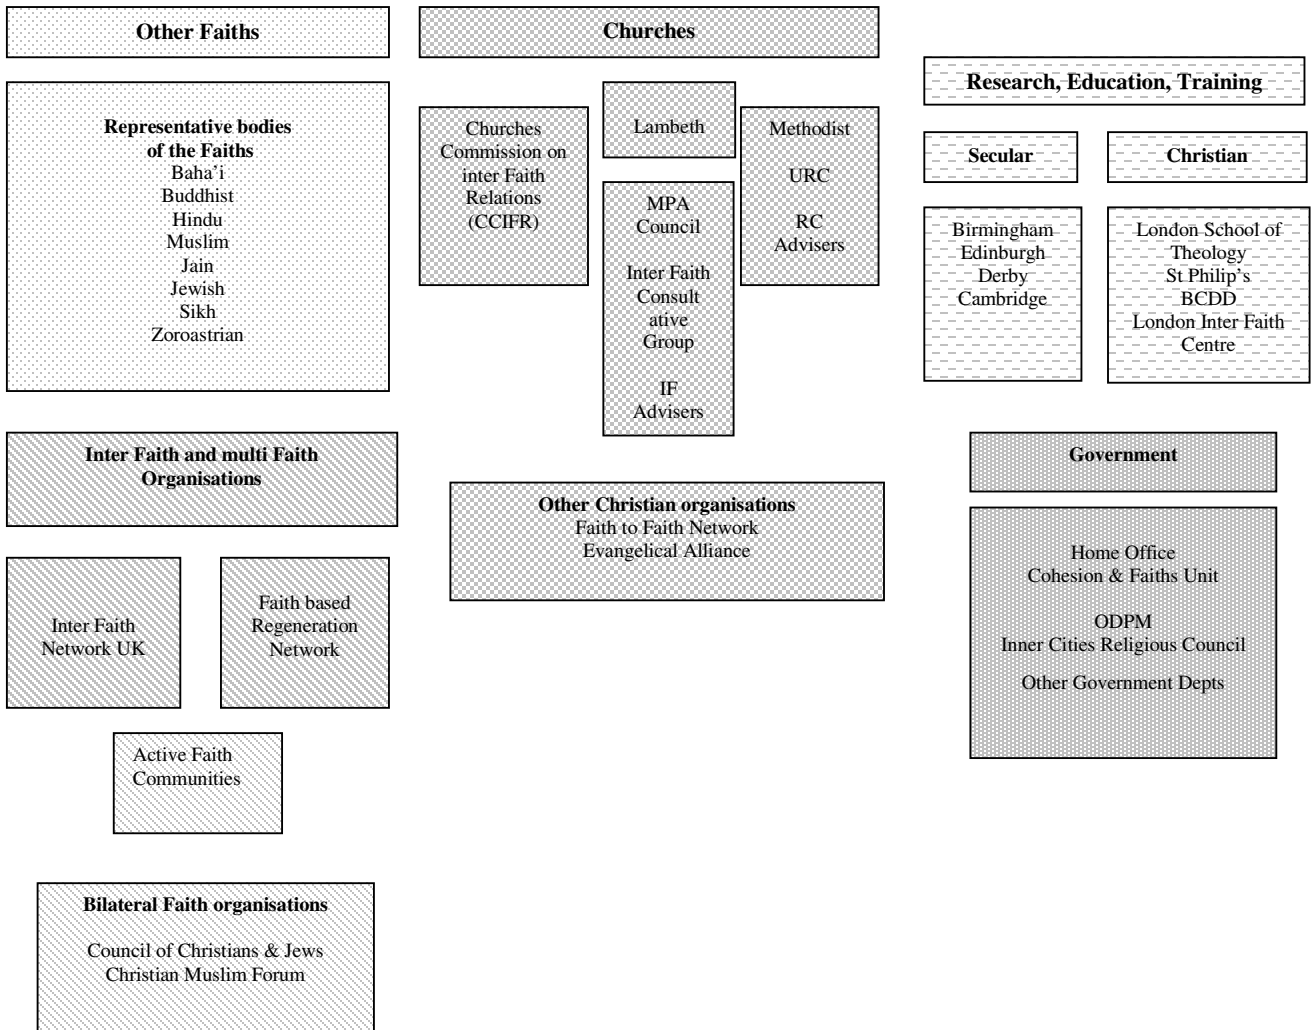 Other Faiths
Representative bodies
of the Faiths
Baha'i
Buddhist
Hindu
Muslim
Jain
Jewish
Sikh
Zoroastrian
Inter Faith and multi Faith
Organisations
Inter Faith
Network UK
Faith based
Regeneration
Network
Active Faith
Communities
Bilateral Faith organisations
Council of Christians & Jews
Christian Muslim Forum
Churches
Churches
Commission on
inter Faith
Relations
(CCIFR)
Lambeth
MPA
Council
Inter Faith
Consult
ative
Group
IF
Advisers
Methodist
URC
RC
Advisers
Other Christian organisations
Faith to Faith Network
Evangelical Alliance
Research, Education, Training
Secular
Birmingham
Edinburgh
Derby
Cambridge
Christian
London School of
Theology
St Philip's
BCDD
London Inter Faith
Centre
Government
Home Office
Cohesion & Faiths Unit
ODPM
Inner Cities Religious Council
Other Government Depts